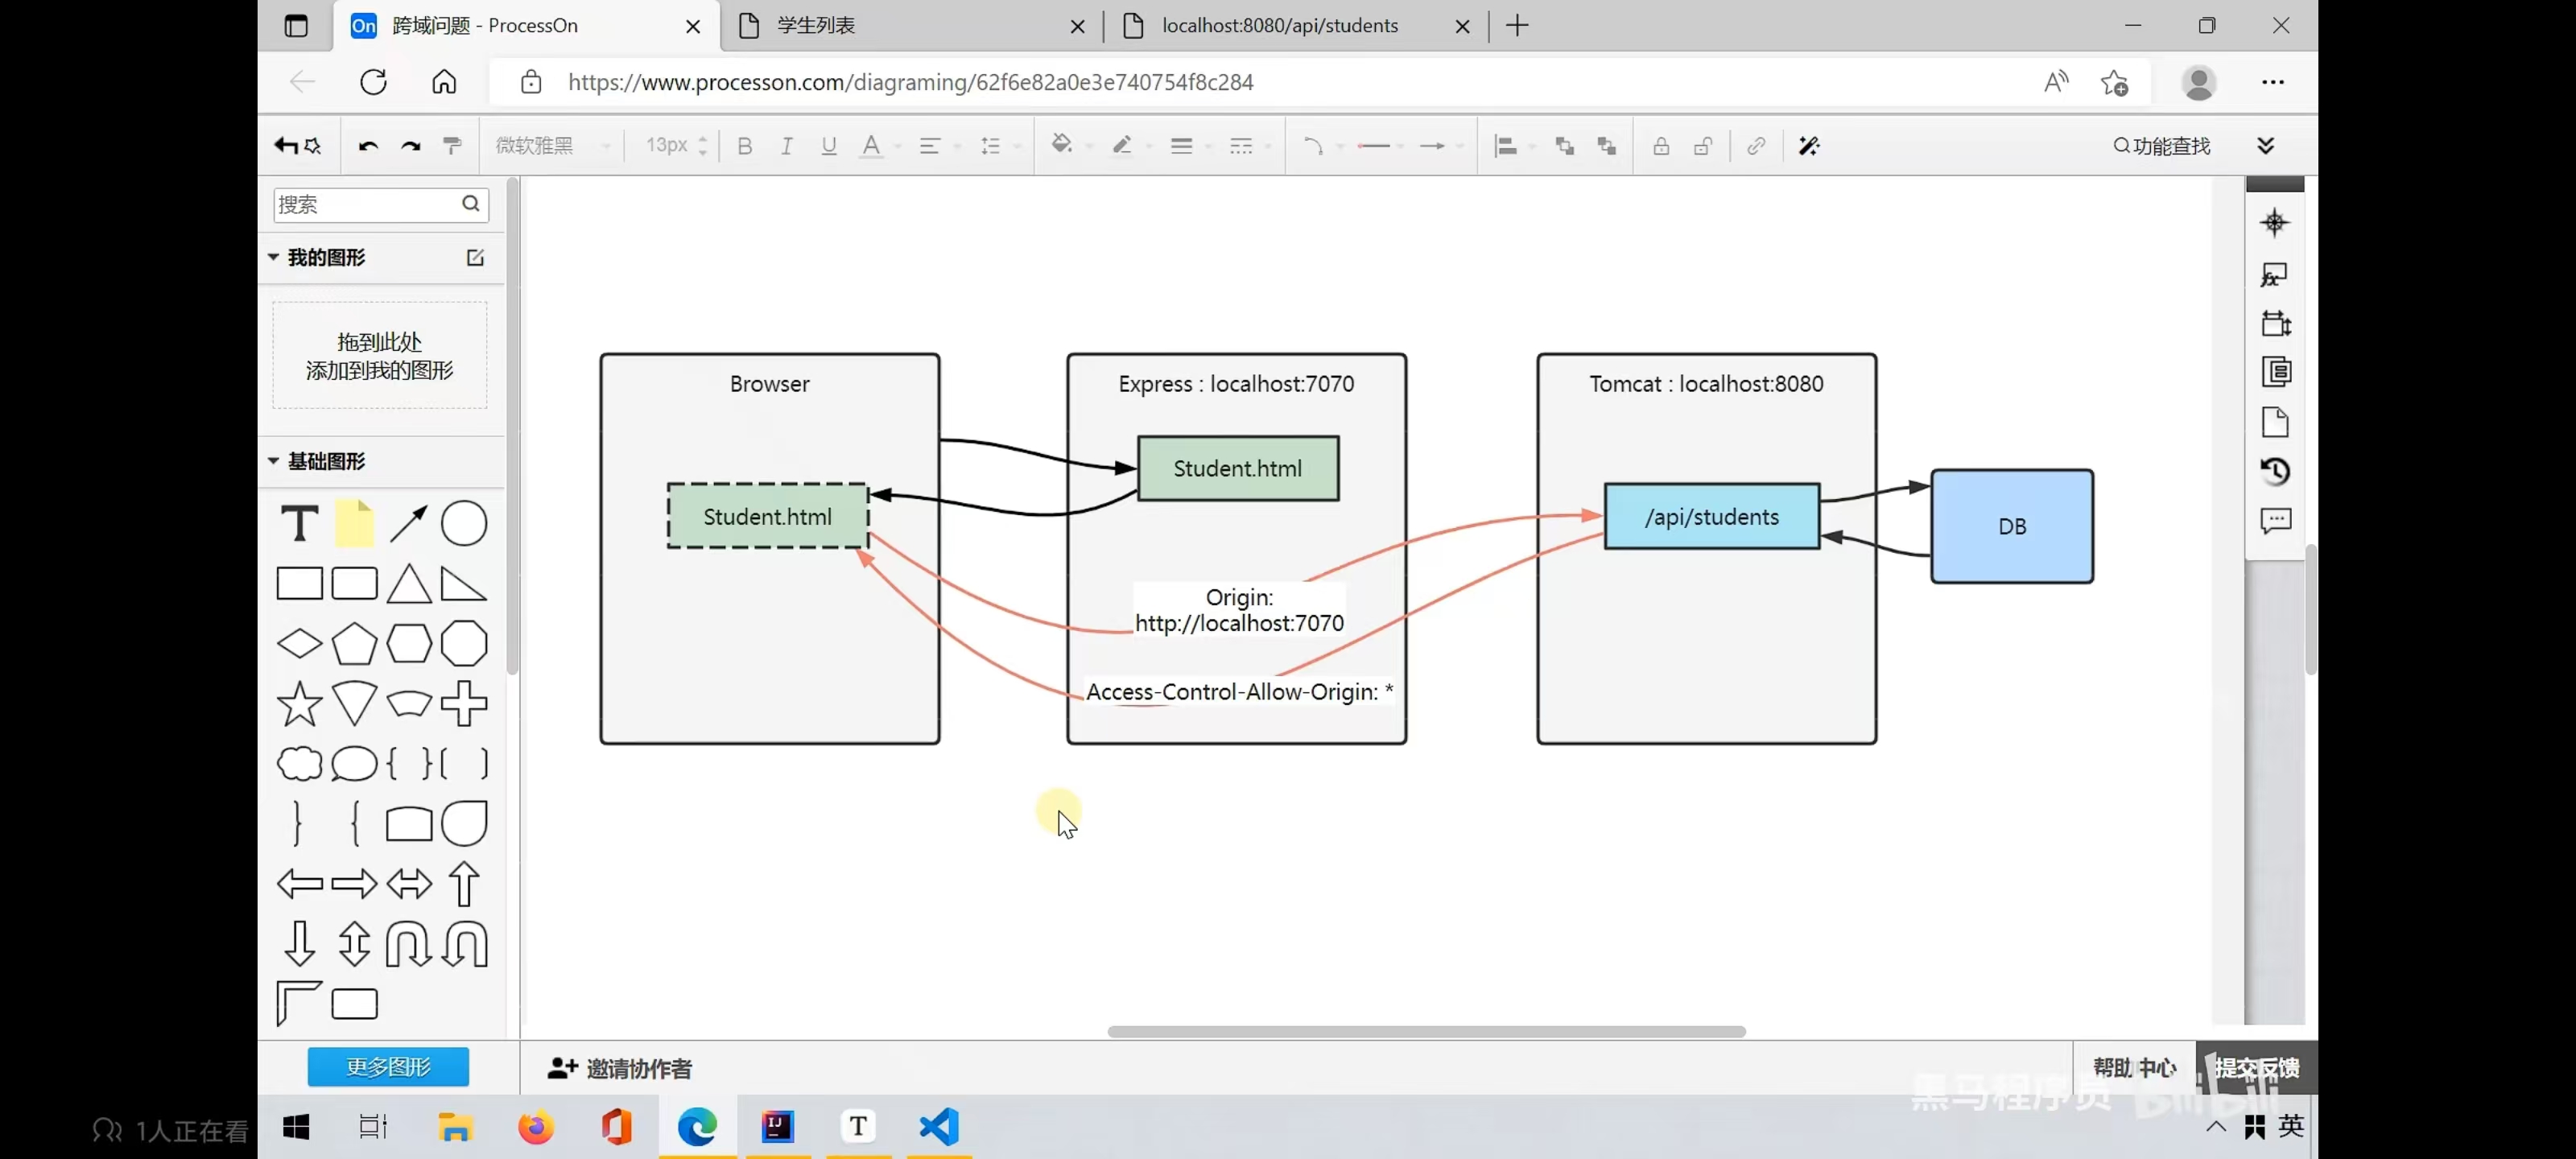 跨域问题 - ProcessOn
学生列表
localhost:8080/api/students
https://www.processon.com/diagraming/62f6e82a0e3e740754f8c284
微软雅黑
13px
B
I
U
A
功能查找
搜索
我的图形
拖到此处
添加到我的图形
基础图形
Browser
Student.html
Express : localhost:7070
Student.html
Origin:
http://localhost:7070
Access-Control-Allow-Origin: *
Tomcat : localhost:8080
/api/students
DB
更多图形
邀请协作者
帮助中心
提交反馈
黑马程序员
bilibili
1人正在看
英